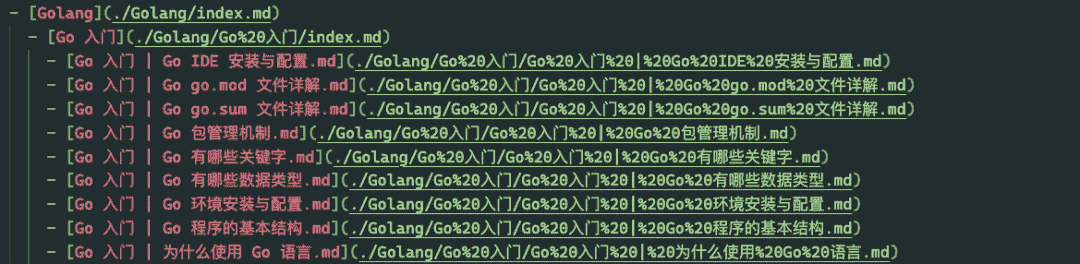 - [Golang](./Golang/index.md)
- [Go 入门](./Golang/Go%20入门/index.md)
- [Go 入门 | Go IDE 安装与配置.md](./Golang/Go%20入门/Go%20入门%20|%20Go%20IDE%20安装与配置.md)
- [Go 入门 | Go go.mod 文件详解.md](./Golang/Go%20入门/Go%20入门%20|%20Go%20go.mod%20文件详解.md)
- [Go 入门 | Go go.sum 文件详解.md](./Golang/Go%20入门/Go%20入门%20|%20Go%20go.sum%20文件详解.md)
- [Go 入门 | Go 包管理机制.md](./Golang/Go%20入门/Go%20入门%20|%20Go%20包管理机制.md)
- [Go 入门 | Go 有哪些关键字.md](./Golang/Go%20入门/Go%20入门%20|%20Go%20有哪些关键字.md)
- [Go 入门 | Go 有哪些数据类型.md](./Golang/Go%20入门/Go%20入门%20|%20Go%20有哪些数据类型.md)
- [Go 入门 | Go 环境安装与配置.md](./Golang/Go%20入门/Go%20入门%20|%20Go%20环境安装与配置.md)
- [Go 入门 | Go 程序的基本结构.md](./Golang/Go%20入门/Go%20入门%20|%20Go%20程序的基本结构.md)
- [Go 入门 | 为什么使用 Go 语言.md](./Golang/Go%20入门/Go%20入门%20|%20为什么使用%20Go%20语言.md)